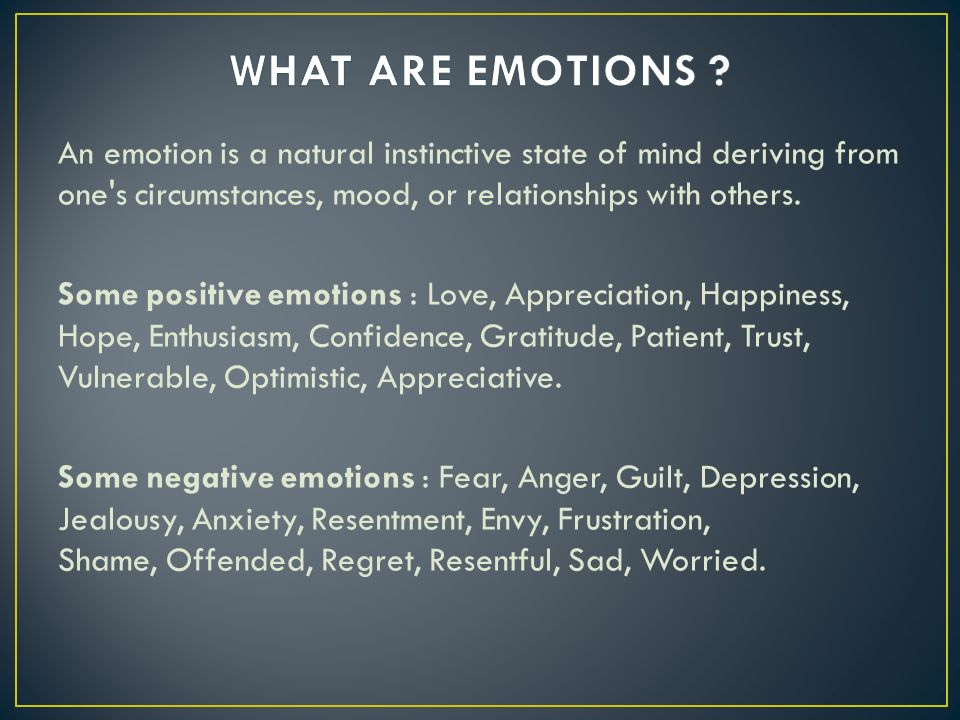 WHAT ARE EMOTIONS ?
An emotion is a natural instinctive state of mind deriving from
one's circumstances, mood, or relationships with others.
Some positive emotions : Love, Appreciation, Happiness,
Hope, Enthusiasm, Confidence, Gratitude, Patient, Trust,
Vulnerable, Optimistic, Appreciative.
Some negative emotions : Fear, Anger, Guilt, Depression,
Jealousy, Anxiety, Resentment, Envy, Frustration,
Shame, Offended, Regret, Resentful, Sad, Worried.